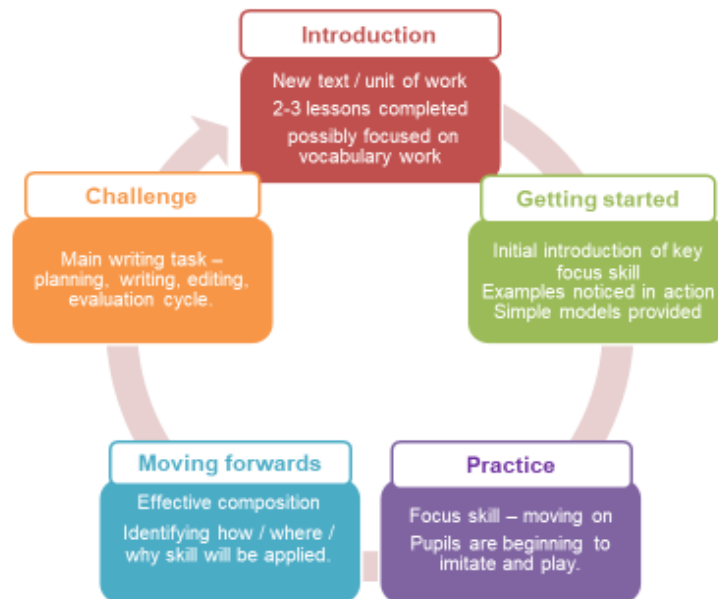 Introduction
New text / unit of work
2-3 lessons completed
possibly focused on
vocabulary work
Getting started
Initial introduction of key
focus skill
Examples noticed in action
Simple models provided
Practice
Focus skill – moving on
Pupils are beginning to
imitate and play.
Moving forwards
Effective composition
Identifying how / where /
why skill will be applied.
Challenge
Main writing task –
planning, writing, editing,
evaluation cycle.